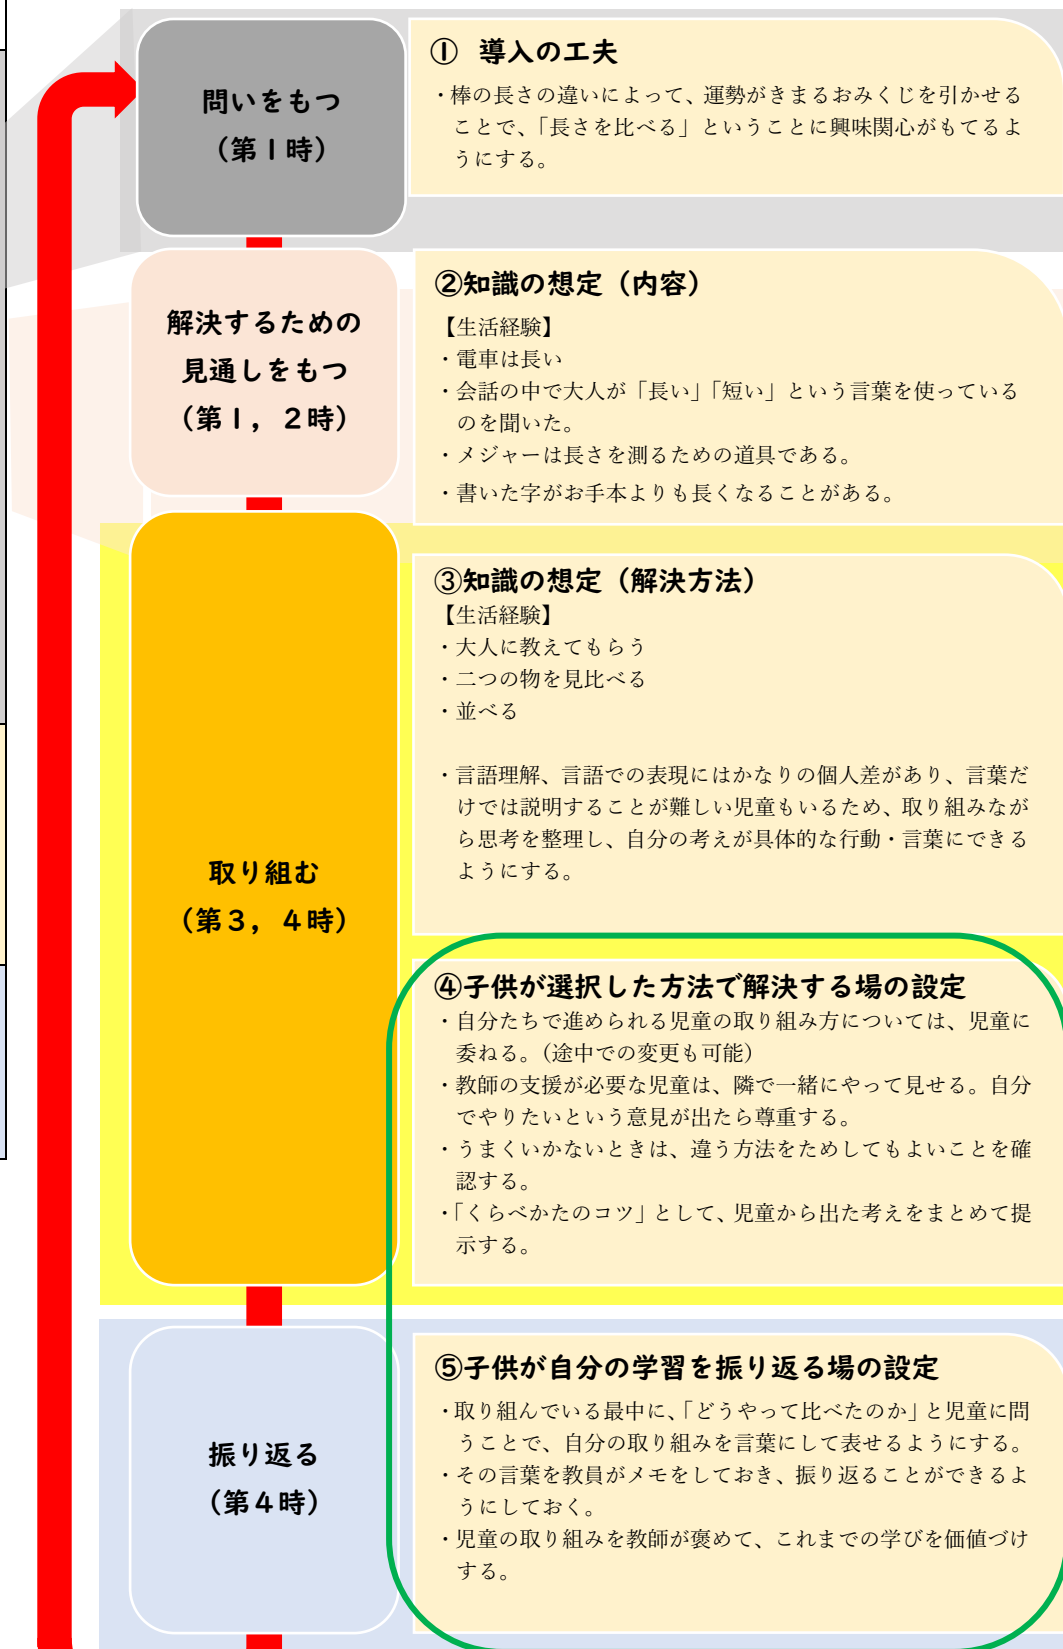 問いをもつ
（第１時）
① 導入の工夫
・棒の長さの違いによって、運勢がきまるおみくじを引かせる
ことで、「長さを比べる」ということに興味関心がもてるよ
うにする。
解決するための
見通しをもつ
（第１，２時）
②知識の想定（内容）
【生活経験】
・電車は長い
・会話の中で大人が「長い」「短い」という言葉を使っている
のを聞いた。
・メジャーは長さを測るための道具である。
・書いた字がお手本よりも長くなることがある。
取り組む
（第３，４時）
③知識の想定（解決方法）
【生活経験】
・大人に教えてもらう
・二つの物を見比べる
・並べる
・言語理解、言語での表現にはかなりの個人差があり、言葉だ
けでは説明することが難しい児童もいるため、取り組みなが
ら思考を整理し、自分の考えが具体的な行動・言葉にできる
ようにする。
④子供が選択した方法で解決する場の設定
・自分たちで進められる児童の取り組み方については、児童に
委ねる。（途中での変更も可能）
・教師の支援が必要な児童は、隣で一緒にやって見せる。自分
でやりたいという意見が出たら尊重する。
・うまくいかないときは、違う方法をためしてもよいことを確
認する。
・「くらべかたのコツ」として、児童から出た考えをまとめて提
示する。
振り返る
（第４時）
⑤子供が自分の学習を振り返る場の設定
・取り組んでいる最中に、「どうやって比べたのか」と児童に問
うことで、自分の取り組みを言葉にして表せるようにする。
・その言葉を教員がメモをしておき、振り返ることができるよ
うにしておく。
・児童の取り組みを教師が褒めて、これまでの学びを価値づけ
する。